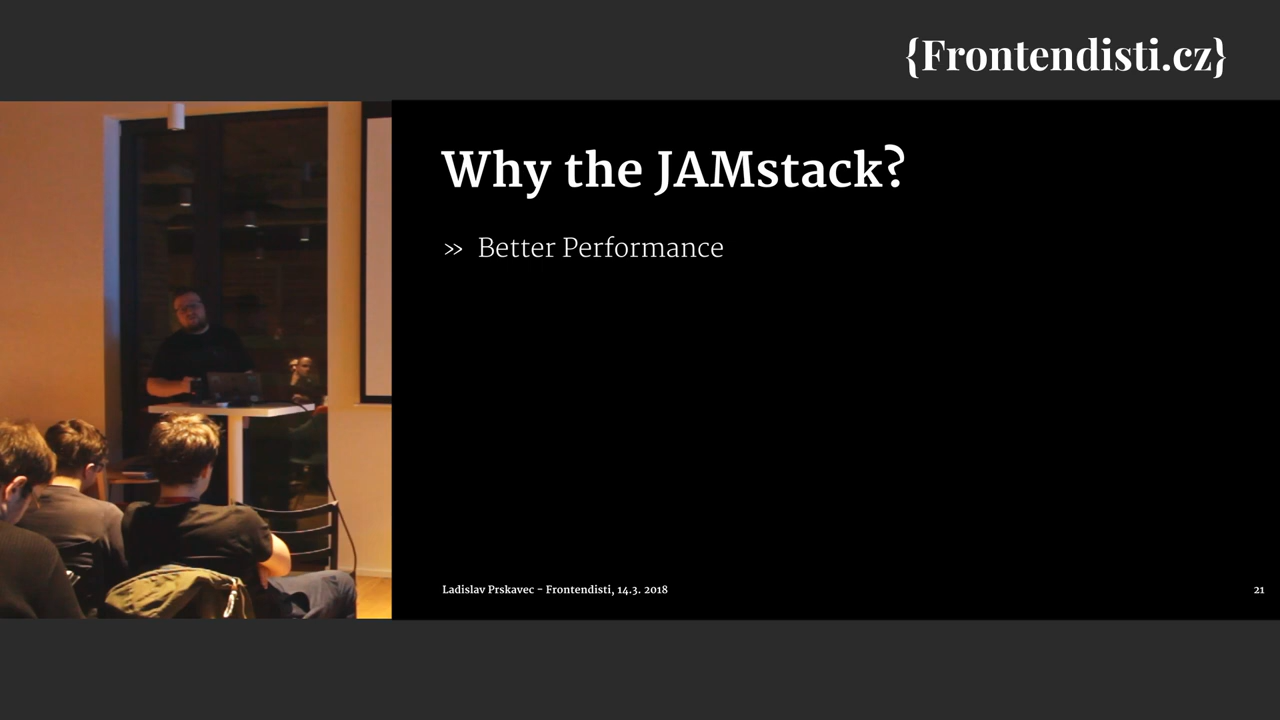 {Frontendisti.cz}
Why the JAMstack?
» Better Performance
Ladislav Prskavec - Frontendisti, 14.3. 2018
21